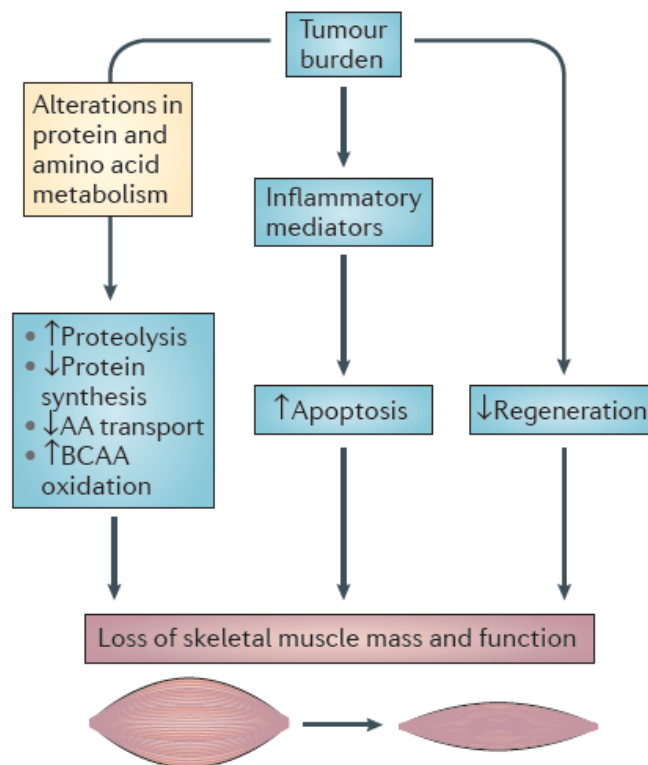 Tumour
burden
Alterations in
protein and
amino acid
metabolism
Inflammatory
mediators
• ↑Proteolysis
• ↓Protein
synthesis
• ↓AA transport
• ↑BCAA
oxidation
↑Apoptosis
↓Regeneration
Loss of skeletal muscle mass and function